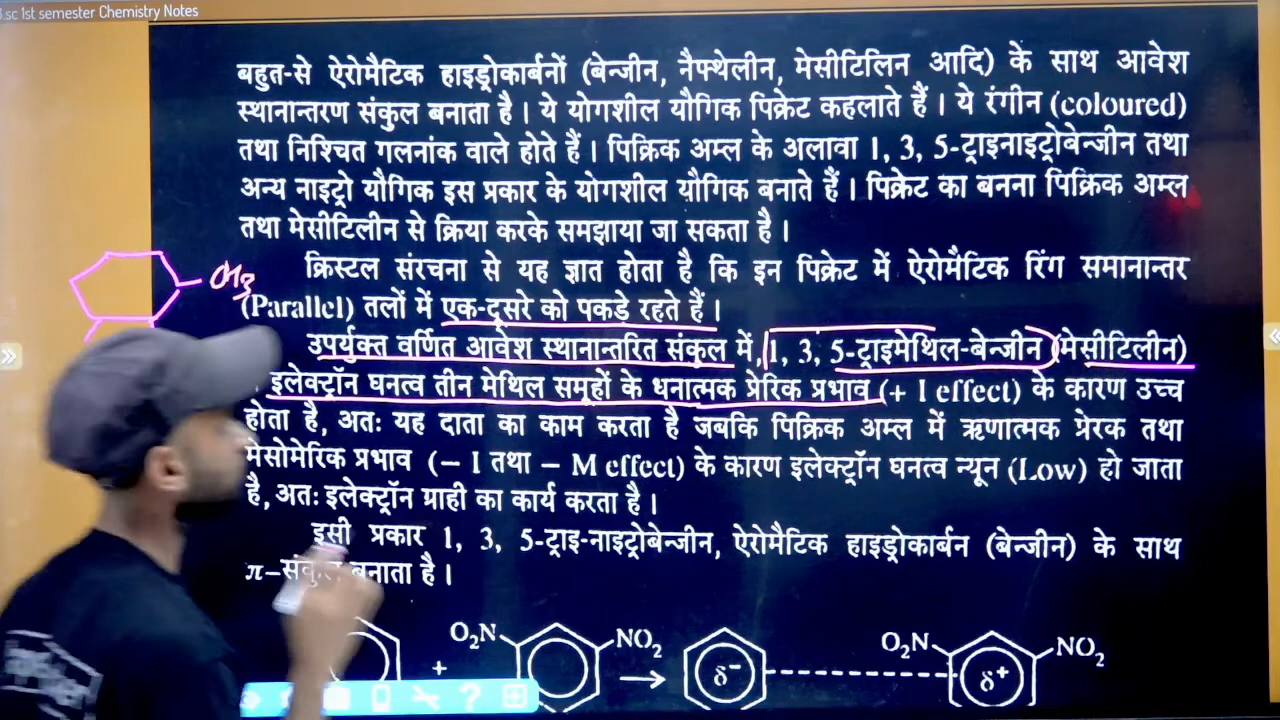 .sc 1st semester Chemistry Notes
बहुत-से ऐरोमैटिक हाइड्रोकार्बनों (बेन्जीन, नैफ्थेलीन, मेसीटिलिन आदि) के साथ आवेश
स्थानान्तरण संकुल बनाता है। ये योगशील यौगिक पिक्रेट कहलाते हैं। ये रंगीन (coloured)
तथा निश्चित गलनांक वाले होते हैं। पिक्रिक अम्ल के अलावा 1, 3, 5-ट्राइनाइट्रोबेन्जीन तथा
अन्य नाइट्रो यौगिक इस प्रकार के योगशील यौगिक बनाते हैं। पिक्रेट का बनना पिक्रिक अम्ल
तथा मेसीटिलीन से क्रिया करके समझाया जा सकता है।
क्रिस्टल संरचना से यह ज्ञात होता है कि इन पिक्रेट में ऐरोमैटिक रिंग समानान्तर
CH3
(Parallel) तलों में एक-दूसरे को पकड़े रहते हैं।
उपर्युक्त वर्णित आवेश स्थानान्तरित संकुल में, 1, 3, 5-ट्राइमेथिल-बेन्जीन (मेसीटिलीन)
इलेक्ट्रॉन घनत्व तीन मेथिल समूहों के धनात्मक प्रेरिक प्रभाव (+ I effect) के कारण उच्च
होता है, अतः यह दाता का काम करता है जबकि पिक्रिक अम्ल में ऋणात्मक प्रेरक तथा
मेसोमेरिक प्रभाव (– I तथा – M effect) के कारण इलेक्ट्रॉन घनत्व न्यून (Low) हो जाता
है, अतः इलेक्ट्रॉन ग्राही का कार्य करता है।
इसी प्रकार 1, 3, 5-ट्राइ-नाइट्रोबेन्जीन, ऐरोमैटिक हाइड्रोकार्बन (बेन्जीन) के साथ
π–संकुल बनाता है।
+ O₂N NO₂ → δ⁻ O₂N δ⁺ NO₂